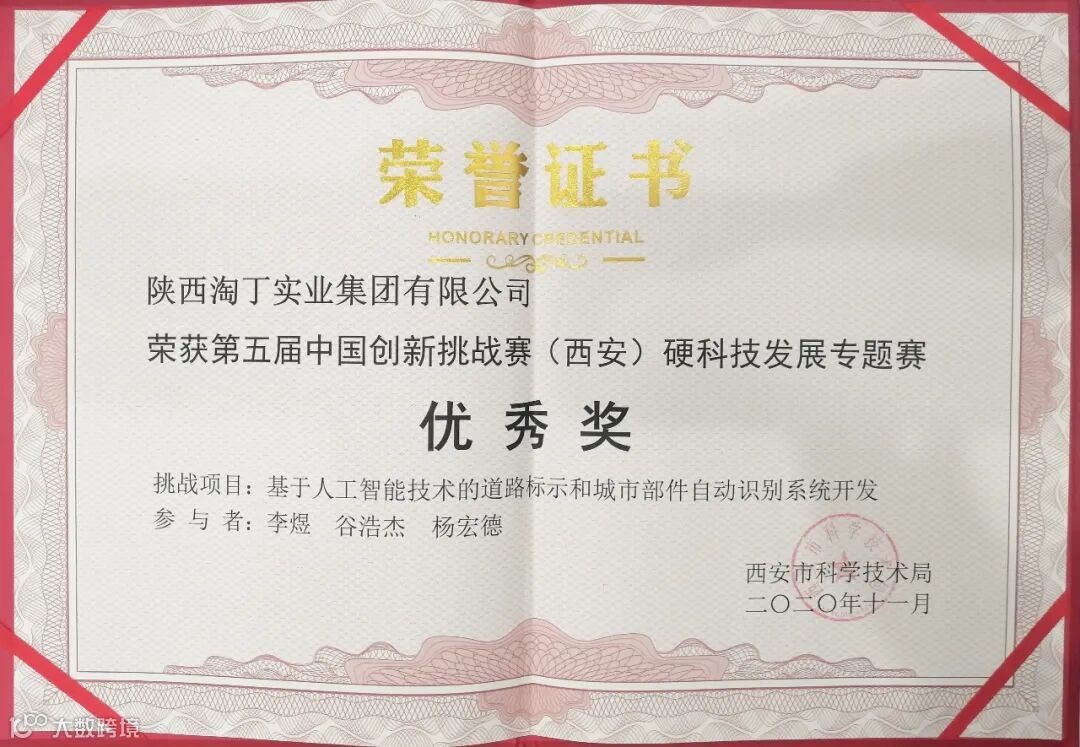 荣誉证书
HONORARY CREDENTIAL
陕西淘丁实业集团有限公司
荣获第五届中国创新挑战赛（西安）硬科技发展专题赛
优秀奖
挑战项目：基于人工智能技术的道路标示和城市部件自动识别系统开发
参与者：李煜 谷浩杰 杨宏德
西安市科学技术局
二〇二〇年十一月
大数跨境